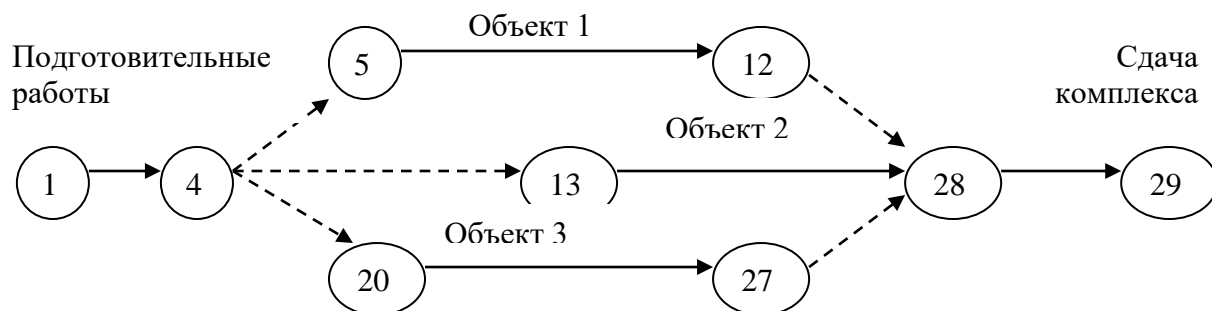 Объект 1
Подготовительные
работы
5
12
Сдача
комплекса
Объект 2
1
4
13
28
29
Объект 3
20
27